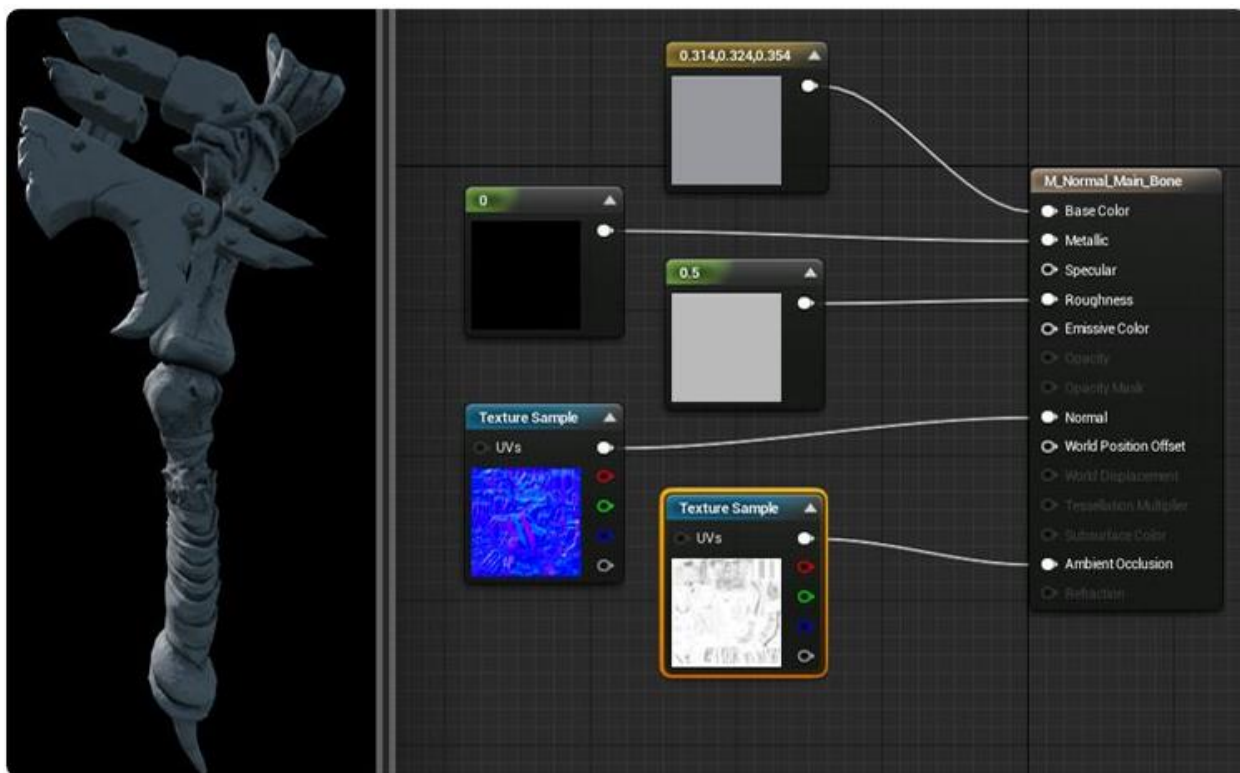 0.314,0.324,0.354
0
0.5
Texture Sample
UVs
Texture Sample
UVs
M_Normal_Main_Bone
Base Color
Metallic
Specular
Roughness
Emissive Color
Opacity
Opacity Mask
Normal
World Position Offset
World Displacement
Tessellation Multiplier
Subsurface Color
Ambient Occlusion
Refraction